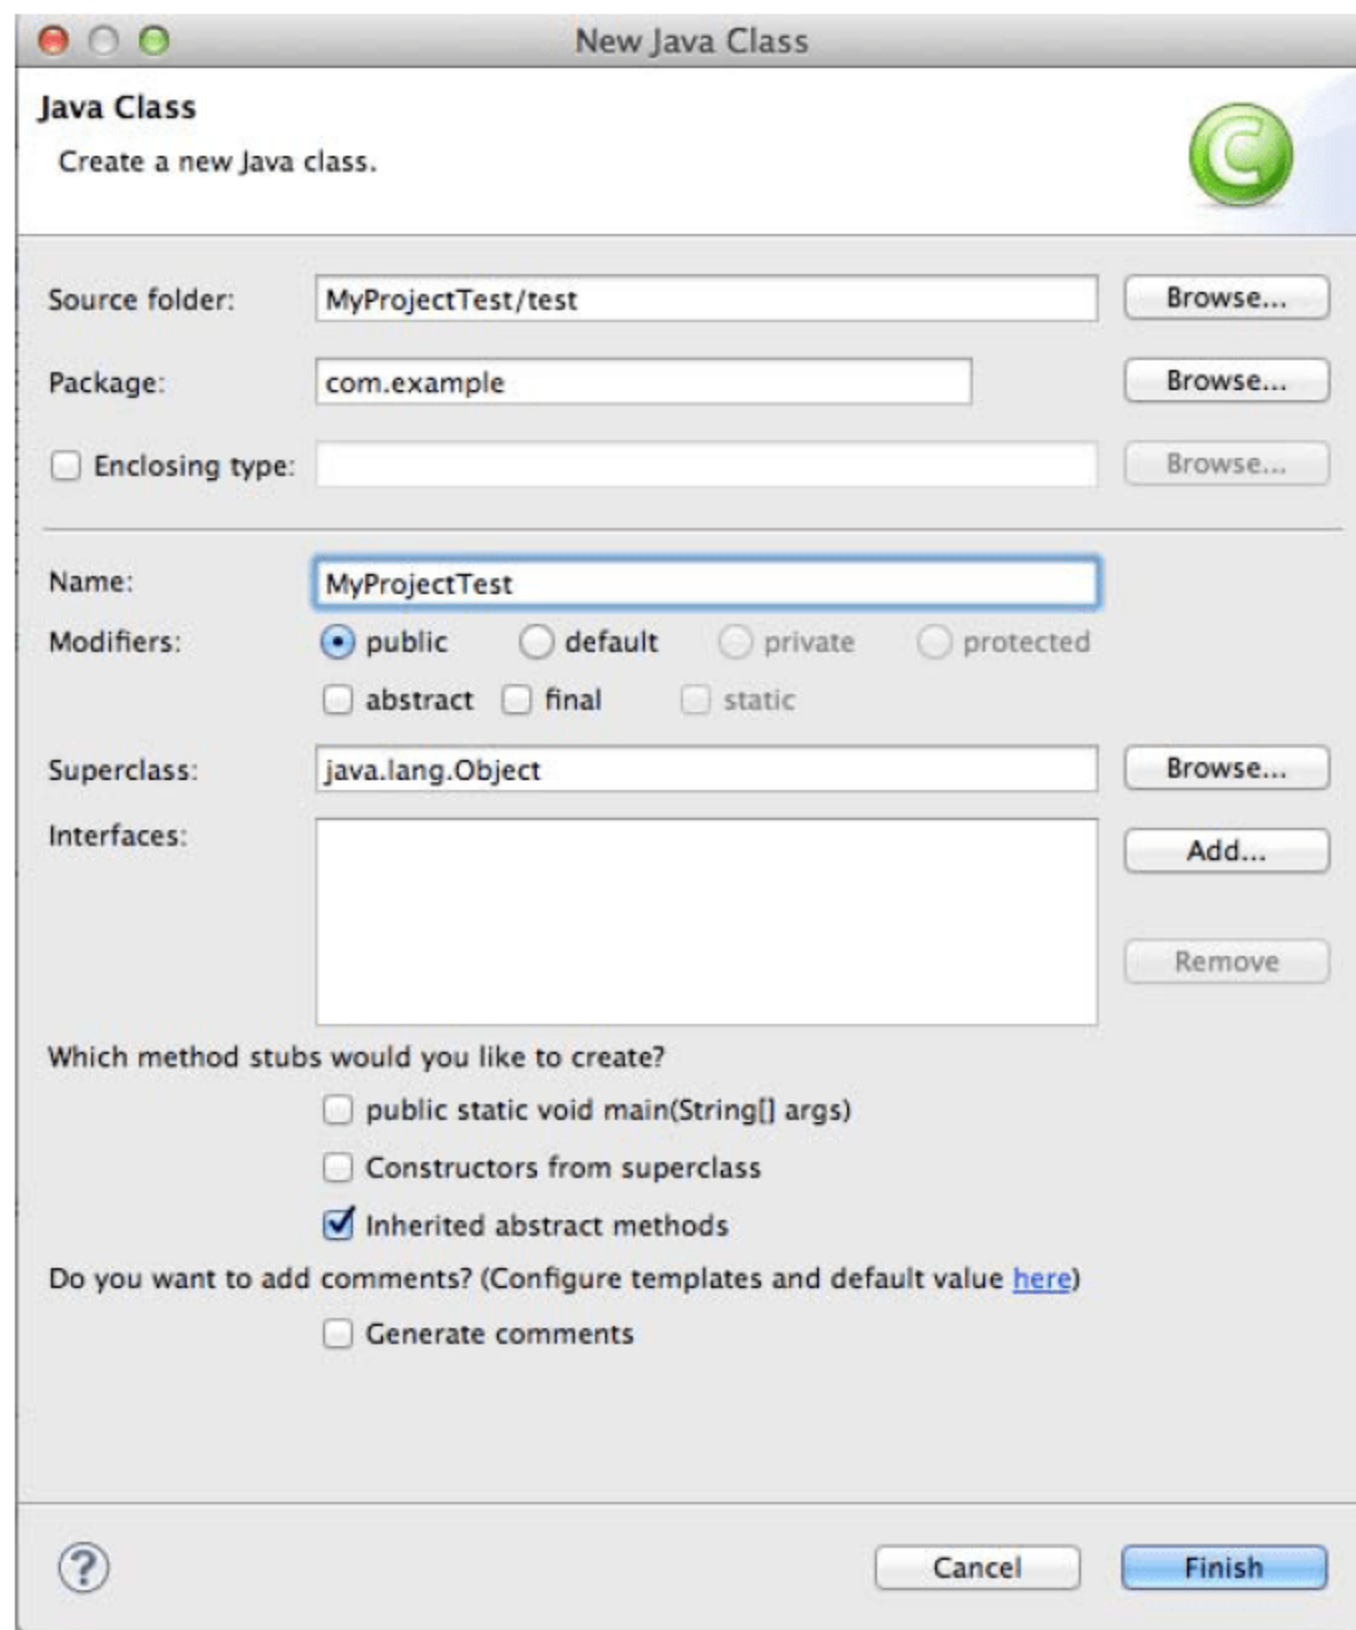 New Java Class
Java Class
Create a new Java class.
C
Source folder: MyProjectTest/test Browse...
Package: com.example Browse...
Enclosing type: Browse...
Name: MyProjectTest
Modifiers: public default private protected
abstract final static
Superclass: java.lang.Object Browse...
Interfaces: Add...
Remove
Which method stubs would you like to create?
public static void main(String[] args)
Constructors from superclass
Inherited abstract methods
Do you want to add comments? (Configure templates and default value here)
Generate comments
? Cancel Finish